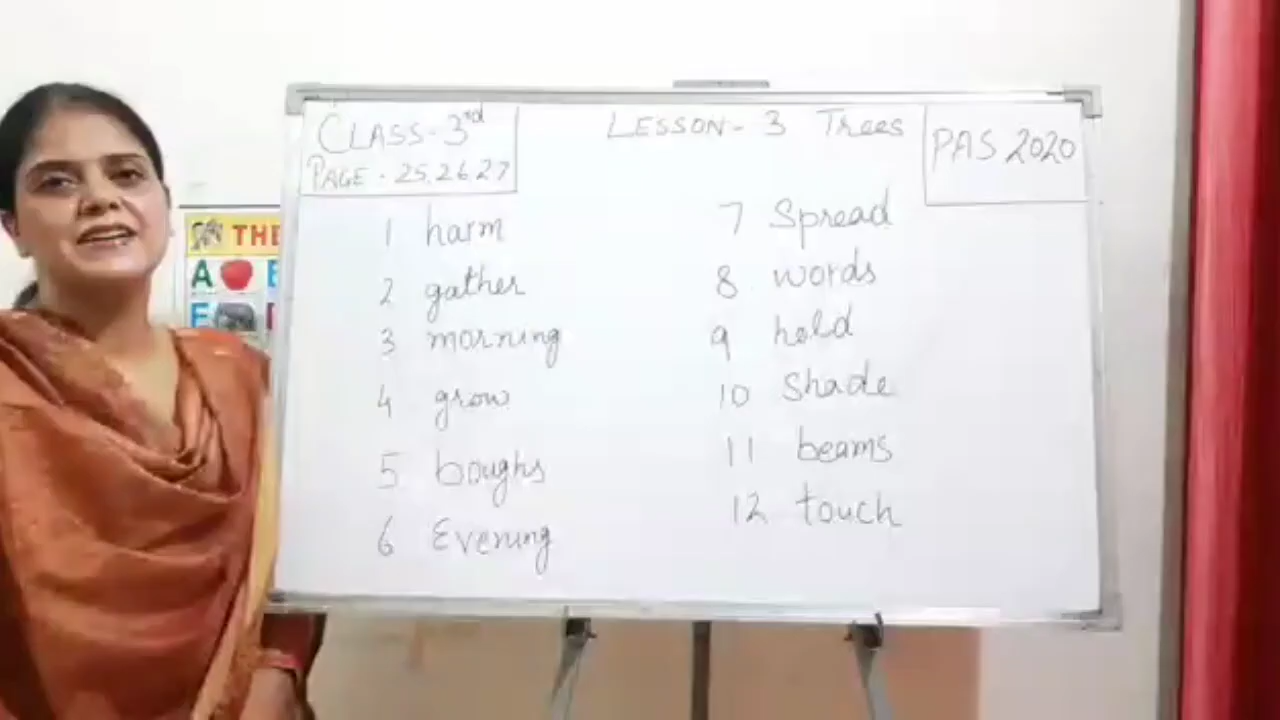 CLASS-3rd
PAGE-25,26,27
LESSON-3 Trees
PAS 2020
1 harm
2 gather
3 morning
4 grow
5 boughs
6 Evening
7 Spread
8 words
9 hold
10 Shade
11 beams
12 touch
THE
A
E